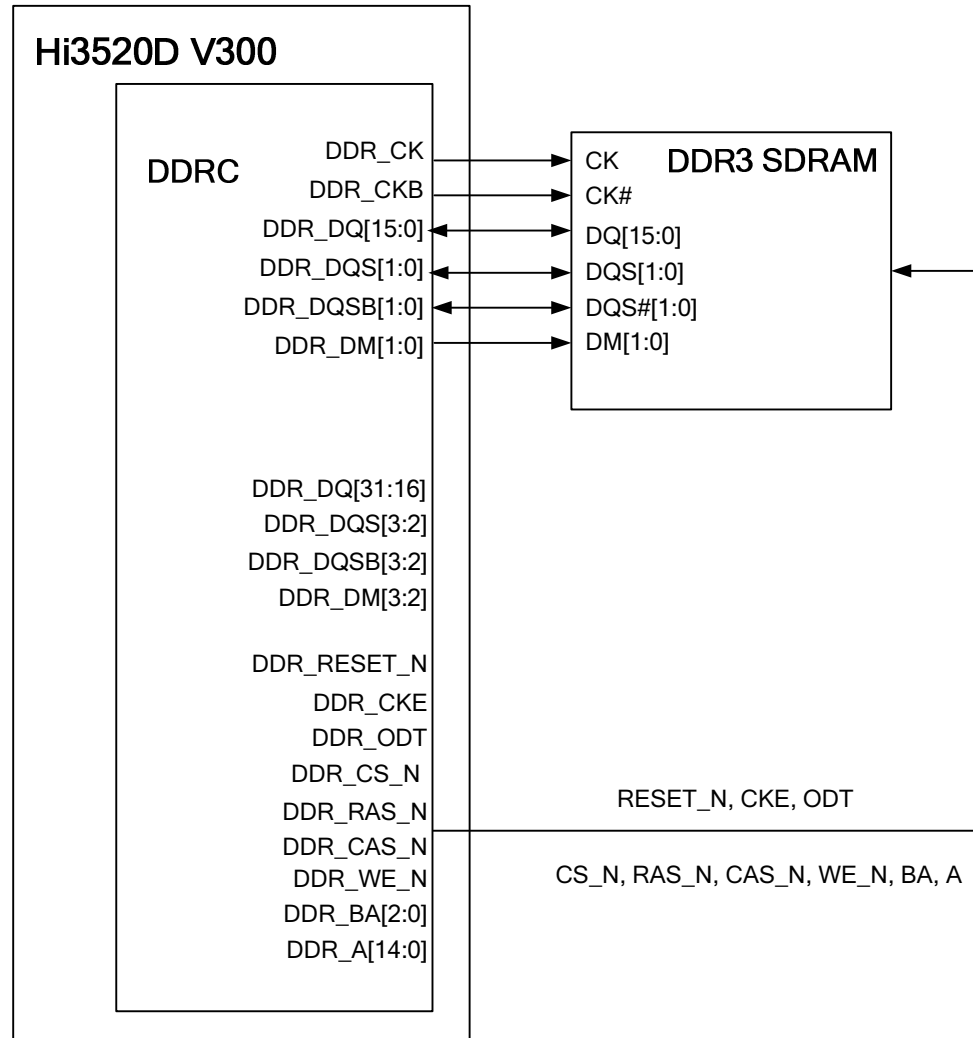 Hi3520D V300
DDRC
DDR_CK
DDR_CKB
DDR_DQ[15:0]
DDR_DQS[1:0]
DDR_DQSB[1:0]
DDR_DM[1:0]
DDR_DQ[31:16]
DDR_DQS[3:2]
DDR_DQSB[3:2]
DDR_DM[3:2]
DDR_RESET_N
DDR_CKE
DDR_ODT
DDR_CS_N
DDR_RAS_N
DDR_CAS_N
DDR_WE_N
DDR_BA[2:0]
DDR_A[14:0]
DDR3 SDRAM
CK
CK#
DQ[15:0]
DQS[1:0]
DQS#[1:0]
DM[1:0]
RESET_N, CKE, ODT
CS_N, RAS_N, CAS_N, WE_N, BA, A